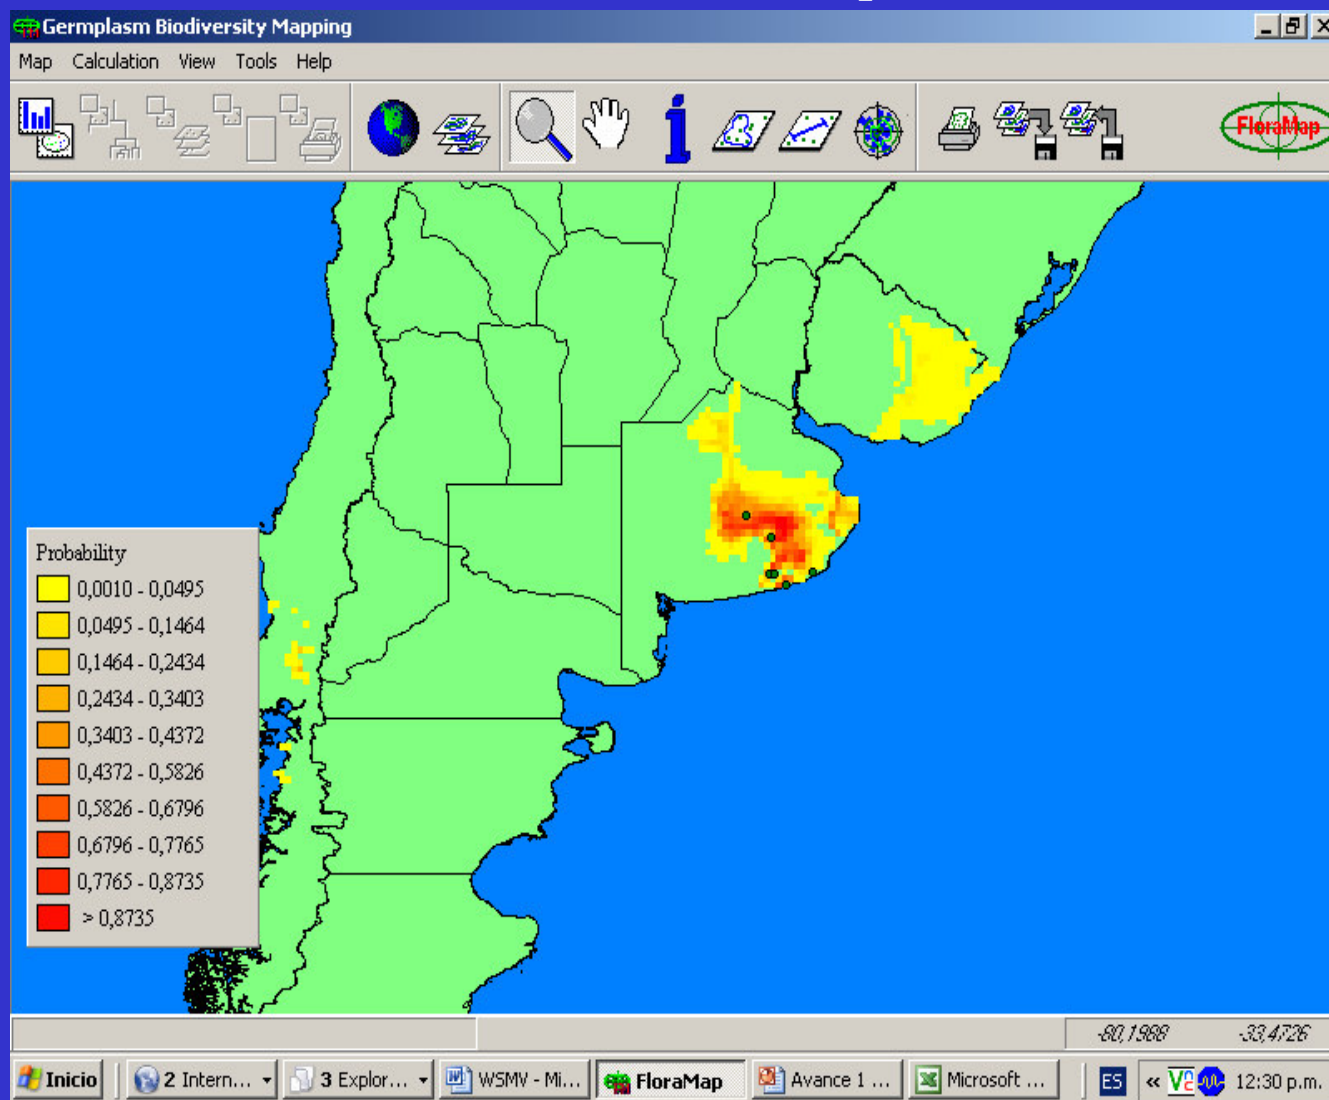 Germplasm Biodiversity Mapping
Map Calculation View Tools Help
FloraMap
Probability
0,0010 - 0,0495
0,0495 - 0,1464
0,1464 - 0,2434
0,2434 - 0,3403
0,3403 - 0,4372
0,4372 - 0,5826
0,5826 - 0,6796
0,6796 - 0,7765
0,7765 - 0,8735
> 0,8735
-80,1988 -33,4726
Inicio 2 Intern... 3 Explor... WSMV - Mi... FloraMap Avance 1 ... Microsoft ... ES « 12:30 p.m.